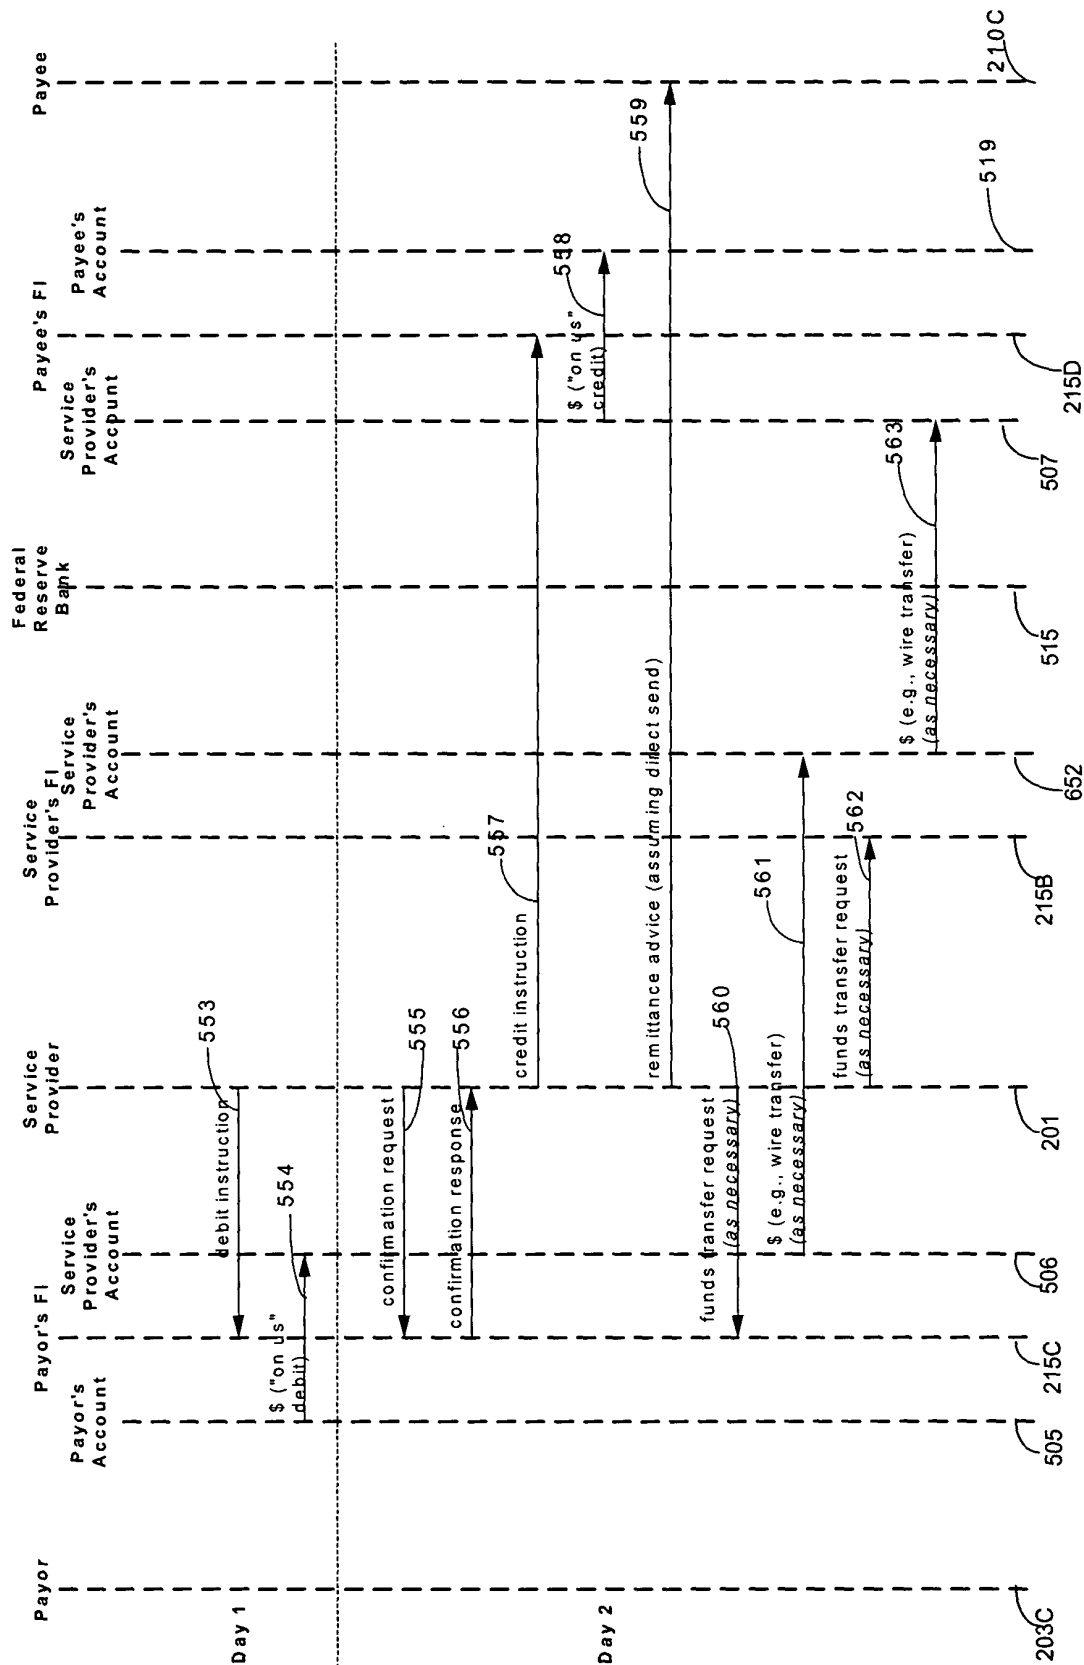 Payor
Payor's FI
Payor's
Account
Service
Provider's
Account
Service
Provider
Service
Provider's FI
Service
Provider's
Account
Federal
Reserve
Bank
Service
Provider's
Account
Payee's FI
Payee's
Account
Payee
Day 1
debit instruction
553
$ ("on us"
debit)
554
Day 2
confirmation request
555
confirmation response
556
credit instruction
557
$ ("on us"
credit)
558
remittance advice (assuming direct send)
559
funds transfer request
(as necessary)
560
$ (e.g., wire transfer)
(as necessary)
561
funds transfer request
(as necessary)
562
$ (e.g., wire transfer)
(as necessary)
563
203C
505
215C
506
201
215B
652
515
507
215D
519
210C